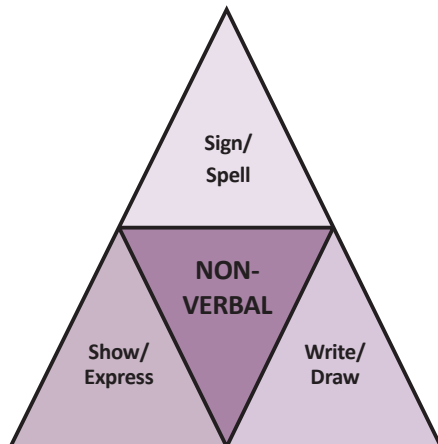 Sign/
Spell
NON-
VERBAL
Show/
Express
Write/
Draw